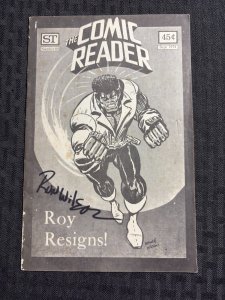 ST
THE
COMIC
READER
45¢
Ron Wilson
Roy
Resigns!